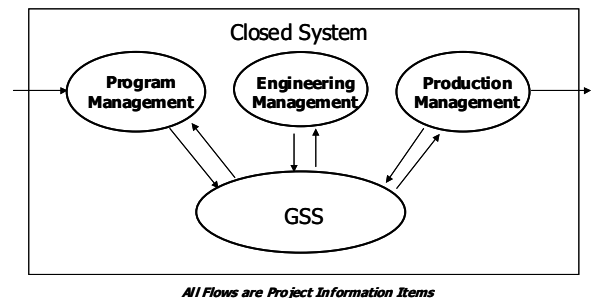 Closed System
Program
Management
Engineering
Management
Production
Management
GSS
All Flows are Project Information Items